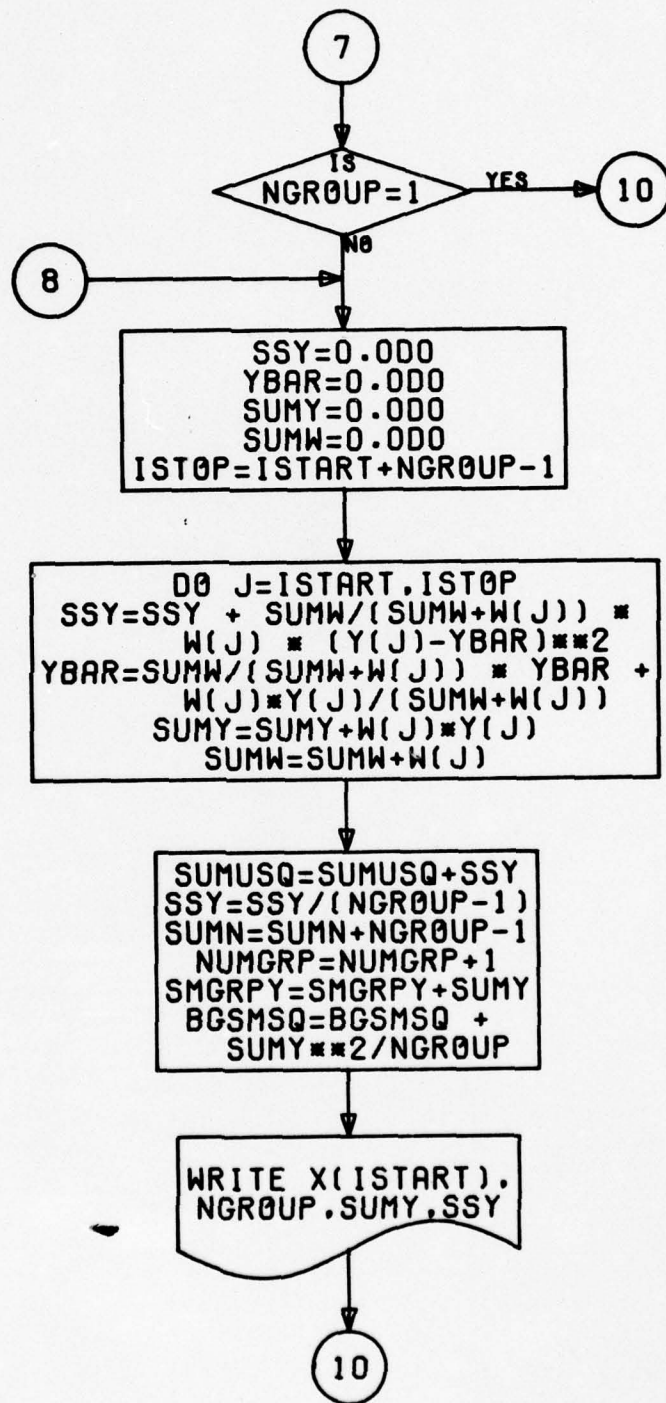 7
IS
NGROUP=1
YES
10
NO
8
SSY=0.0D0
YBAR=0.0D0
SUMY=0.0D0
SUMW=0.0D0
ISTOP=ISTART+NGROUP-1
DO J=ISTART,ISTOP
SSY=SSY + SUMW/(SUMW+W(J)) *
W(J) * (Y(J)-YBAR)**2
YBAR=SUMW/(SUMW+W(J)) * YBAR +
W(J)*Y(J)/(SUMW+W(J))
SUMY=SUMY+W(J)*Y(J)
SUMW=SUMW+W(J)
SUMUSQ=SUMUSQ+SSY
SSY=SSY/(NGROUP-1)
SUMN=SUMN+NGROUP-1
NUMGRP=NUMGRP+1
SMGRPY=SMGRPY+SUMY
BGSMSQ=BGSMSQ +
SUMY**2/NGROUP
WRITE X(ISTART),
NGROUP,SUMY,SSY
10